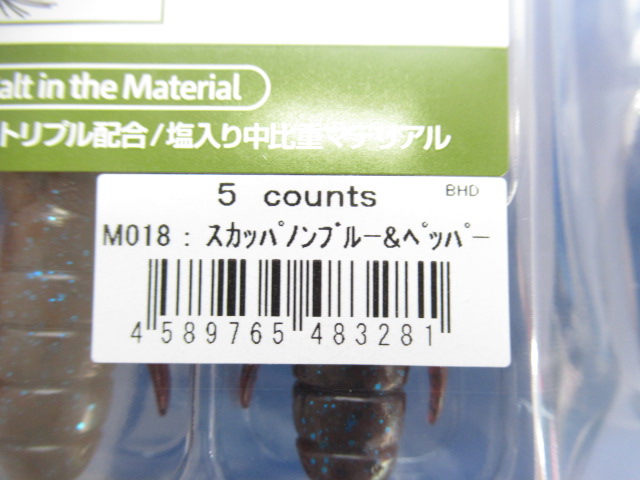 alt in the Material
トリプル配合/塩入り中比重マテリアル
5 counts BHD
M018 : ｽｶｯﾊﾟﾉﾝﾌﾞﾙｰ&ﾍﾟｯﾊﾟｰ
4 589765 483281